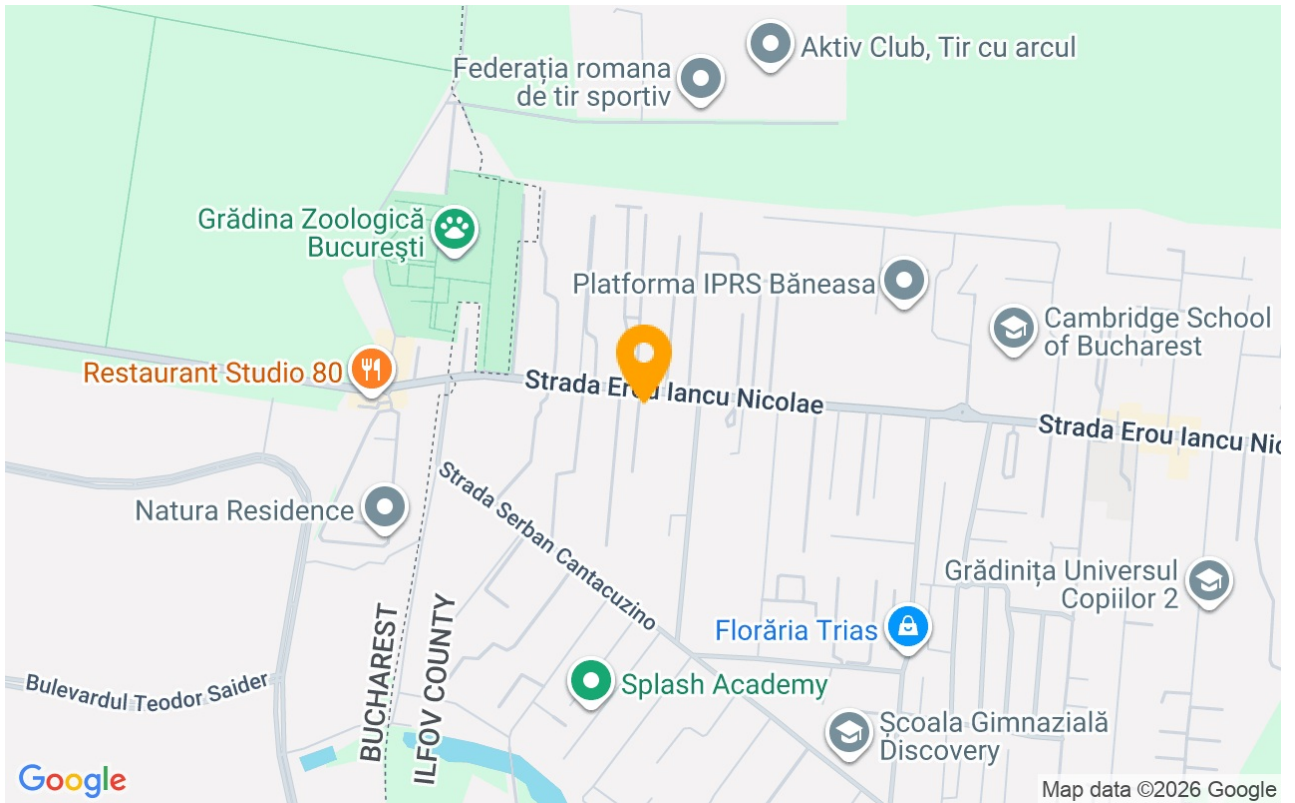 Aktiv Club, Tir cu arcul
Federația romana
de tir sportiv
Grădina Zoologică
București
Platforma IPRS Băneasa
Cambridge School
of Bucharest
Restaurant Studio 80
Strada Erou Iancu Nicolae
Strada Erou Iancu Nic
Strada Serban Cantacuzino
Natura Residence
Grădinița Universul
Copiilor 2
BUCHAREST
ILFOV COUNTY
Florăria Trias
Bulevardul Teodor Saider
Splash Academy
Școala Gimnazială
Discovery
Google
Map data ©2026 Google